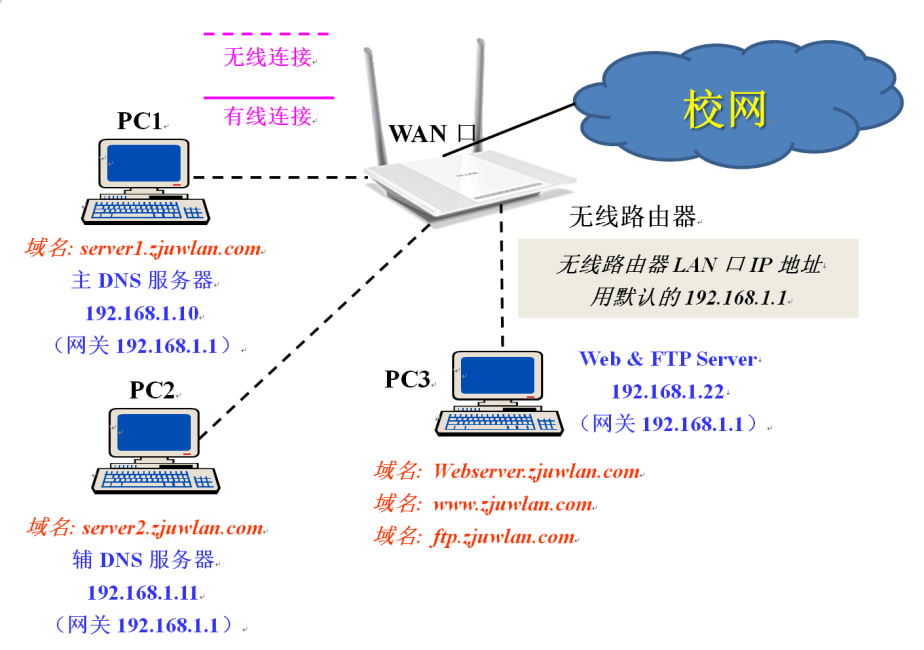 无线连接
有线连接
校网
WAN 口
PC1
无线路由器
域名: server1.zjuwlan.com
主 DNS 服务器
192.168.1.10
（网关 192.168.1.1）
无线路由器 LAN 口 IP 地址
用默认的 192.168.1.1
PC2
PC3
Web & FTP Server
192.168.1.22
（网关 192.168.1.1）
域名: Webserver.zjuwlan.com
域名: www.zjuwlan.com
域名: ftp.zjuwlan.com
域名: server2.zjuwlan.com
辅 DNS 服务器
192.168.1.11
（网关 192.168.1.1）